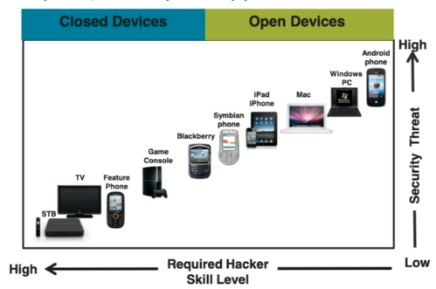 Closed Devices
Open Devices
High
Android
phone
Windows
PC
Mac
iPad
iPhone
Symbian
phone
Blackberry
Game
Console
TV
Feature
Phone
STB
Security Threat
High
Required Hacker
Skill Level
Low